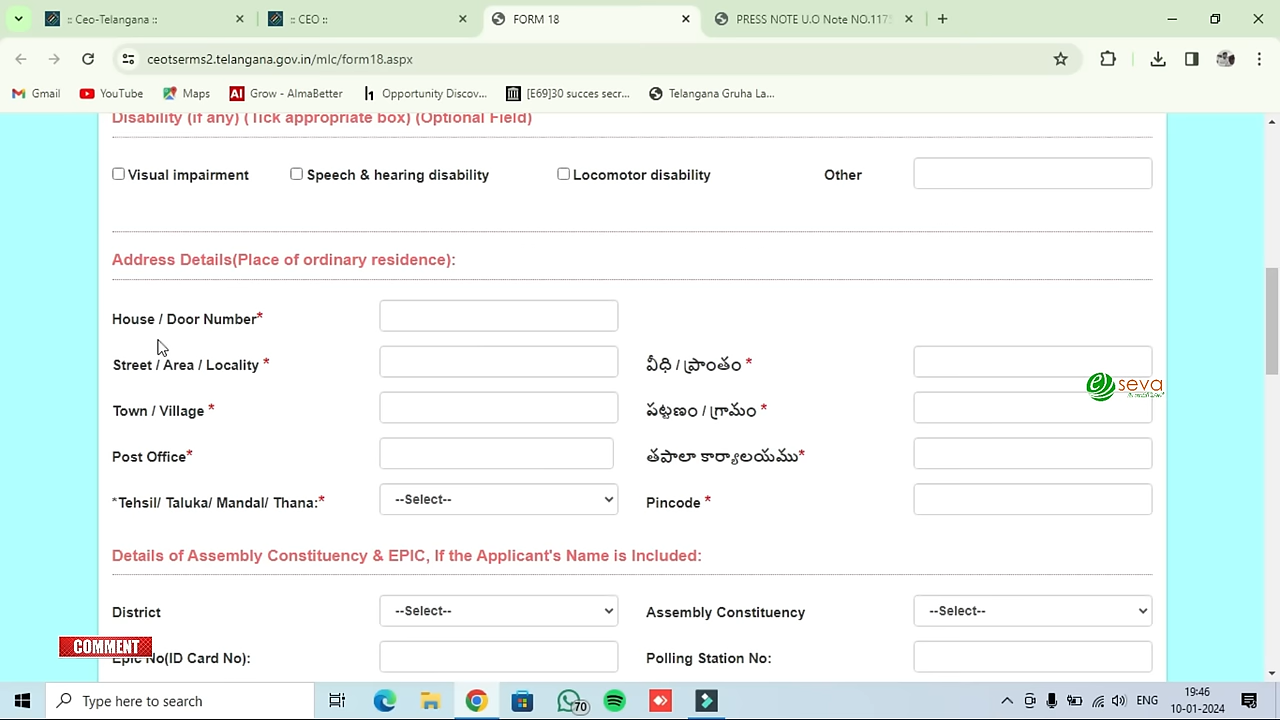 :: Ceo-Telangana ::
:: CEO ::
FORM 18
PRESS NOTE U.O Note NO.117
ceotserms2.telangana.gov.in/mlc/form18.aspx
Gmail YouTube Maps Grow - AlmaBetter Opportunity Discov... [E69]30 succes secr... Telangana Gruha La...
Disability (if any) (Tick appropriate box) (Optional Field)
Visual impairment Speech & hearing disability Locomotor disability Other
Address Details(Place of ordinary residence):
House / Door Number*
Street / Area / Locality * వీధి / ప్రాంతం *
seva
Town / Village * పట్టణం / గ్రామం *
Post Office* తపాలా కార్యాలయము*
*Tehsil/ Taluka/ Mandal/ Thana:* --Select-- Pincode *
Details of Assembly Constituency & EPIC, If the Applicant's Name is Included:
District --Select-- Assembly Constituency --Select--
COMMENT
Epic No(ID Card No): Polling Station No:
Type here to search 70 ENG 19:46
10-01-2024